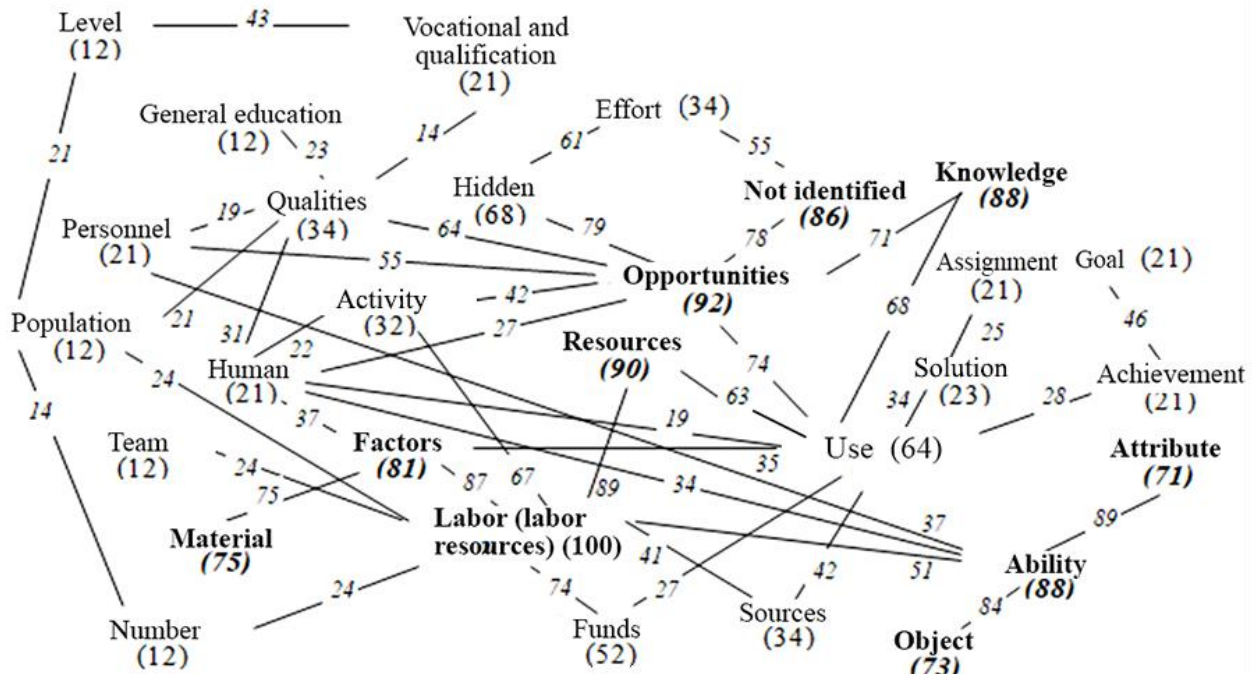 Level
(12)
43
Vocational and
qualification
(21)
General education
(12)
23
14
Effort (34)
61
55
21
Knowledge
(88)
Hidden
(68)
Not identified
(86)
Qualities
(34)
19
Personnel
(21)
64
79
78
71
55
Assignment
(21)
Goal (21)
Opportunities
(92)
Activity
(32)
42
27
68
Population
(12)
21
31
22
25
46
Resources
(90)
74
Human
(21)
24
Solution
(23)
Achievement
(21)
14
63
34
28
37
19
Team
(12)
Factors
(81)
Use (64)
Attribute
(71)
24
75
87
67
89
34
35
89
Material
(75)
Labor (labor
resources) (100)
37
41
51
42
Ability
(88)
24
74
27
84
Number
(12)
Funds
(52)
Sources
(34)
Object
(73)